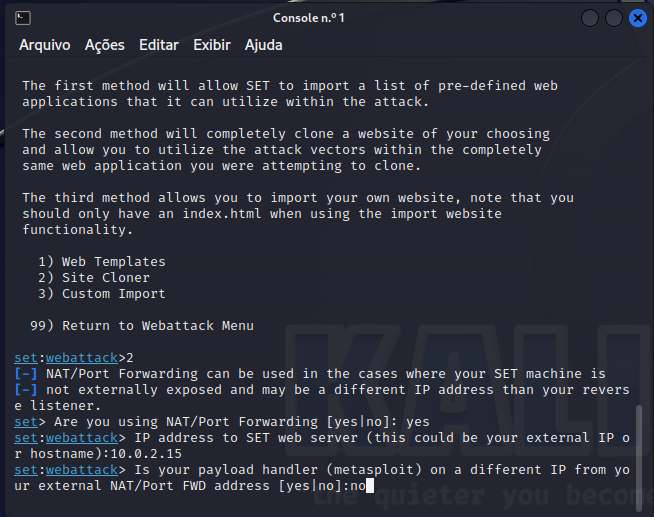 Console n.º 1
Arquivo Ações Editar Exibir Ajuda
The first method will allow SET to import a list of pre-defined web
applications that it can utilize within the attack.
The second method will completely clone a website of your choosing
and allow you to utilize the attack vectors within the completely
same web application you were attempting to clone.
The third method allows you to import your own website, note that you
should only have an index.html when using the import website
functionality.
1) Web Templates
2) Site Cloner
3) Custom Import
99) Return to Webattack Menu
set:webattack>2
[-] NAT/Port Forwarding can be used in the cases where your SET machine is
[-] not externally exposed and may be a different IP address than your revers
e listener.
set> Are you using NAT/Port Forwarding [yes|no]: yes
set:webattack> IP address to SET web server (this could be your external IP o
r hostname):10.0.2.15
set:webattack> Is your payload handler (metasploit) on a different IP from yo
ur external NAT/Port FWD address [yes|no]:no
KALI
"the quieter you become